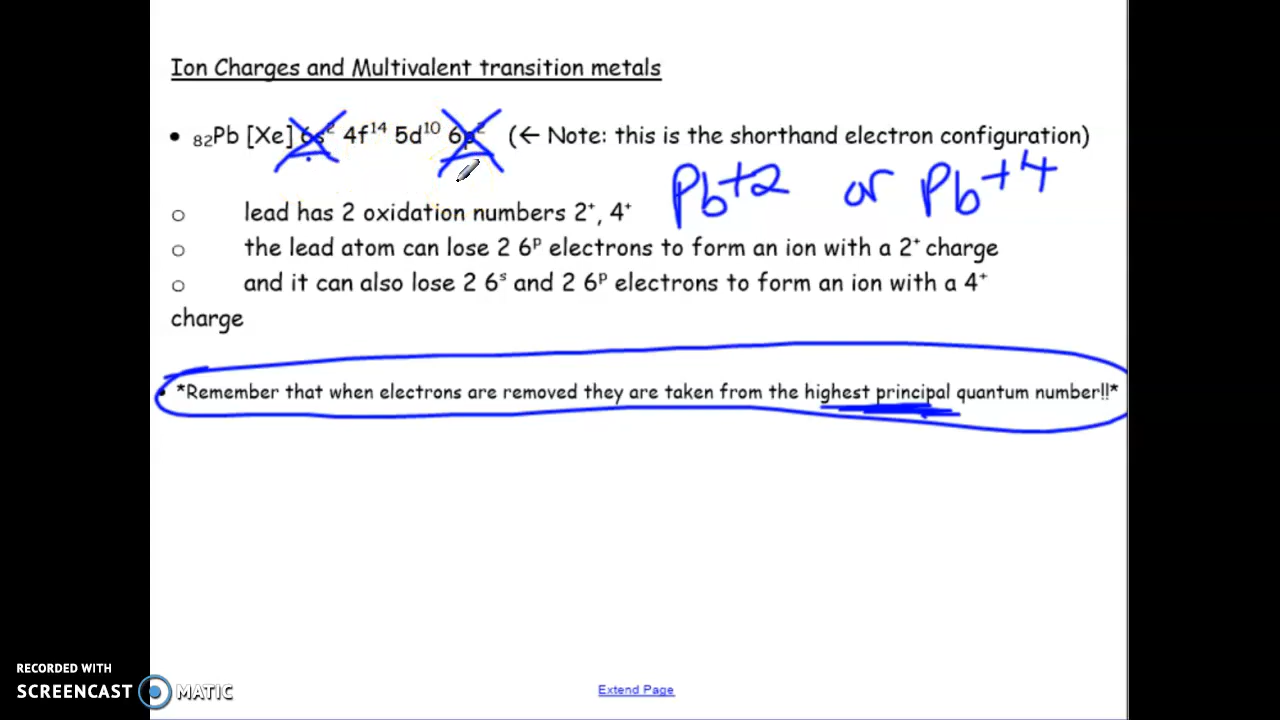 Ion Charges and Multivalent transition metals
• ₈₂Pb [Xe] 6s² 4f¹⁴ 5d¹⁰ 6p² (← Note: this is the shorthand electron configuration)
Pb⁺² or Pb⁺⁴
o lead has 2 oxidation numbers 2⁺, 4⁺
o the lead atom can lose 2 6ᵖ electrons to form an ion with a 2⁺ charge
o and it can also lose 2 6ˢ and 2 6ᵖ electrons to form an ion with a 4⁺
charge
• *Remember that when electrons are removed they are taken from the highest principal quantum number!!*
RECORDED WITH
SCREENCAST MATIC
Extend Page